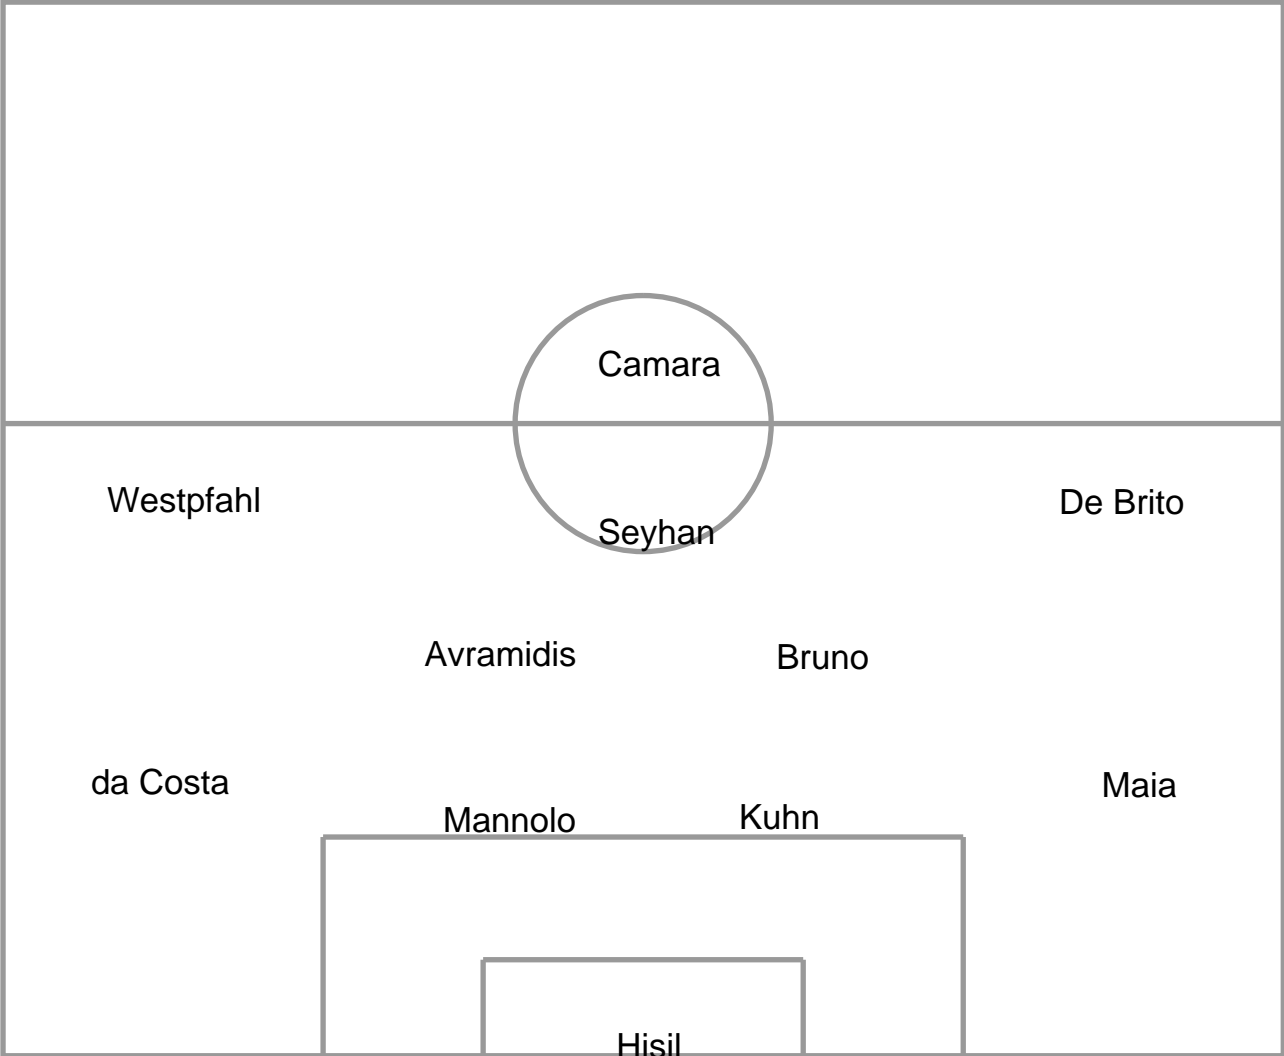 Camara
Westpfahl
De Brito
Seyhan
Avramidis
Bruno
da Costa
Maia
Mannolo
Kuhn
Hisil